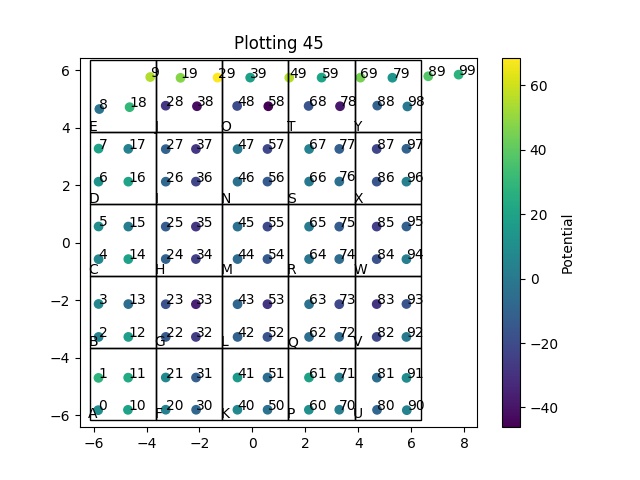 Plotting 45
6 9 19 29 39 49 59 69 79 89 99
8 18 28 38 48 58 68 78 88 98
4 E J O T Y
7 17 27 37 47 57 67 77 87 97
6 16 26 36 46 56 66 76 86 96
2 D I N S X
5 15 25 35 45 55 65 75 85 95
0
4 14 24 34 44 54 64 74 84 94
C H M R W
−2 3 13 23 33 43 53 63 73 83 93
2 12 22 32 42 52 62 72 82 92
B G L Q V
−4
1 11 21 31 41 51 61 71 81 91
0 10 20 30 40 50 60 70 80 90
−6 A F K P U
−6 −4 −2 0 2 4 6 8
60
40
20
0
−20
−40
Potential